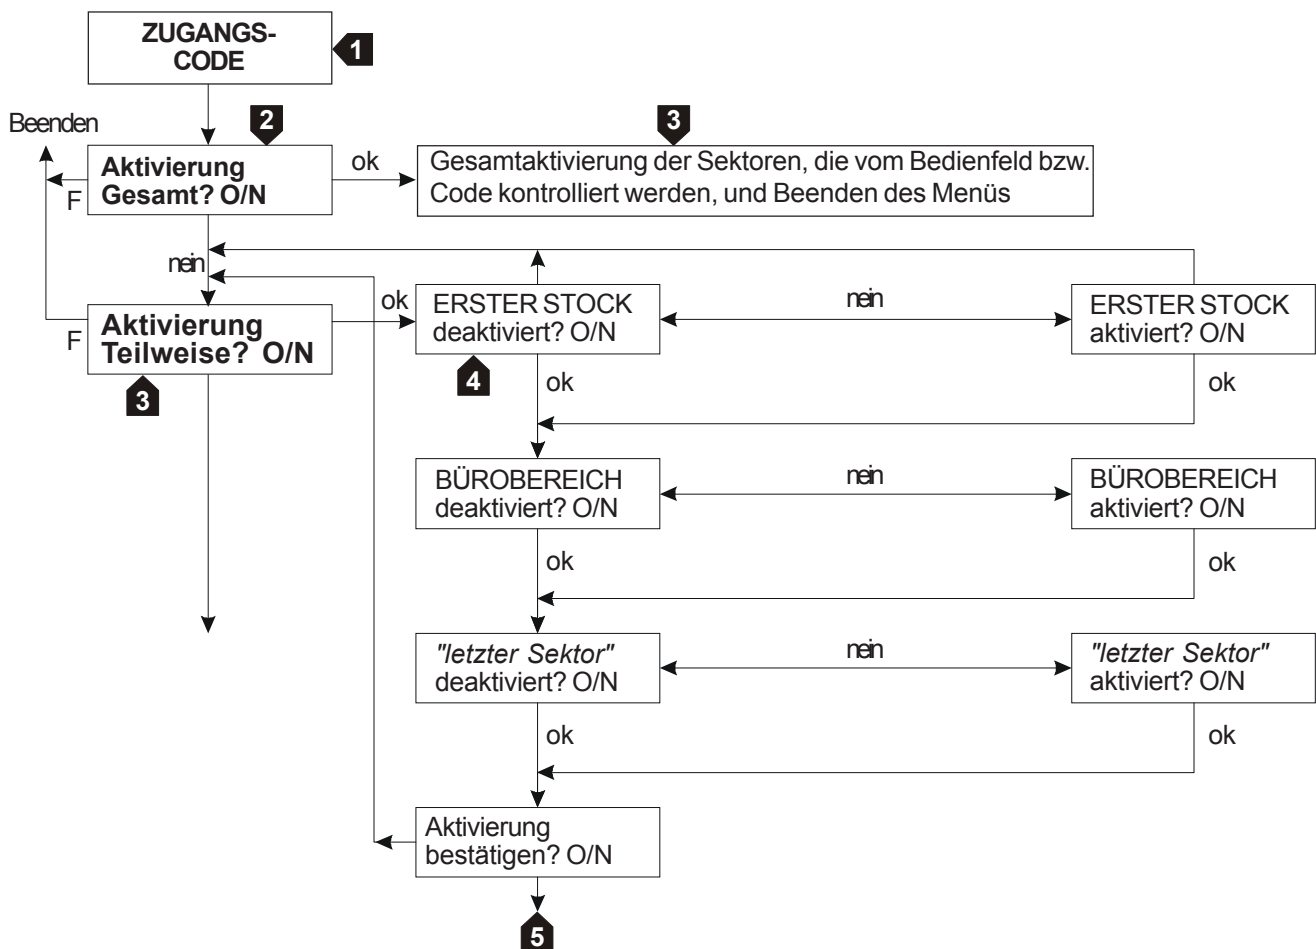 ZUGANGS-
CODE
1
Beenden
2
3
Aktivierung
Gesamt? O/N
ok
F
Gesamtaktivierung der Sektoren, die vom Bedienfeld bzw.
Code kontrolliert werden, und Beenden des Menüs
nein
Aktivierung
Teilweise? O/N
F
ok
3
ERSTER STOCK
deaktiviert? O/N
nein
ERSTER STOCK
aktiviert? O/N
4
ok
ok
BÜROBEREICH
deaktiviert? O/N
nein
BÜROBEREICH
aktiviert? O/N
ok
ok
"letzter Sektor"
deaktiviert? O/N
nein
"letzter Sektor"
aktiviert? O/N
ok
ok
Aktivierung
bestätigen? O/N
5